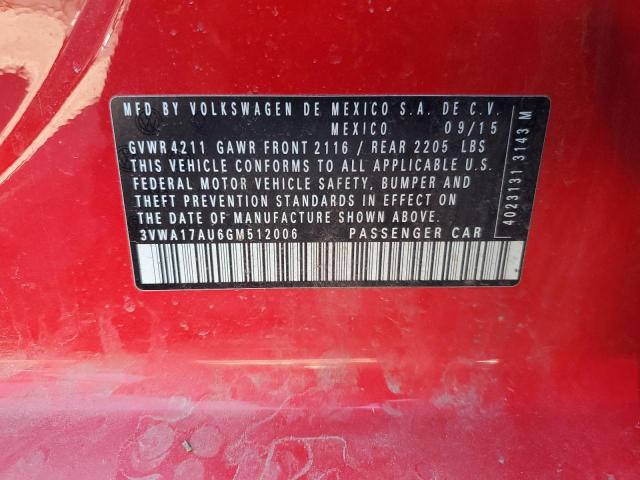 MFD BY VOLKSWAGEN DE MEXICO S.A. DE C.V.
MEXICO 09/15
GVWR 4211 GAWR FRONT 2116 / REAR 2205 LBS
THIS VEHICLE CONFORMS TO ALL APPLICABLE U.S.
FEDERAL MOTOR VEHICLE SAFETY, BUMPER AND
THEFT PREVENTION STANDARDS IN EFFECT ON
THE DATE OF MANUFACTURE SHOWN ABOVE.
3VWA17AU6GM512006 PASSENGER CAR
4023131 3143 M